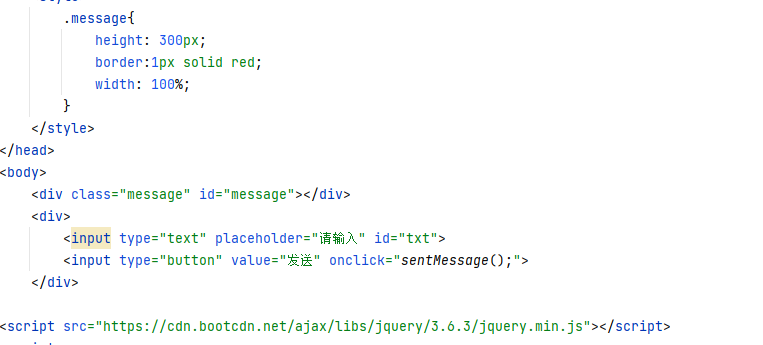 .message{
height: 300px;
border:1px solid red;
width: 100%;
}
</style>
</head>
<body>
<div class="message" id="message"></div>
<div>
<input type="text" placeholder="请输入" id="txt">
<input type="button" value="发送" onclick="sentMessage();">
</div>
<script src="https://cdn.bootcdn.net/ajax/libs/jquery/3.6.3/jquery.min.js"></script>